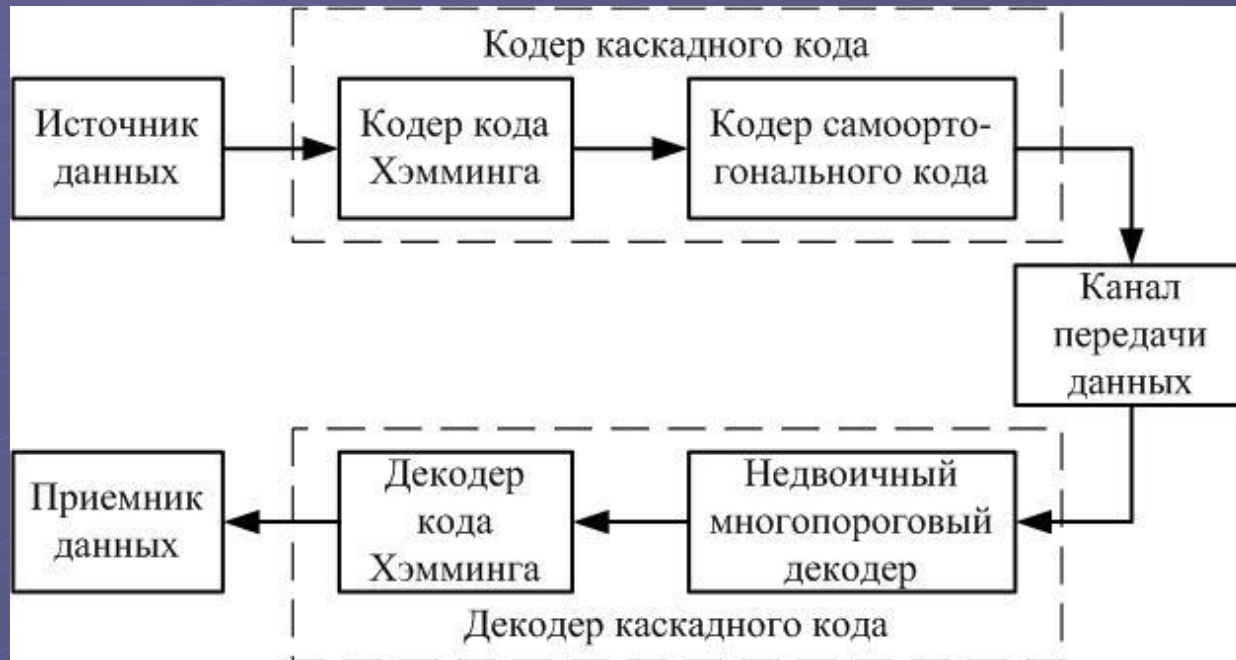 Кодер каскадного кода
Источник
данных
Кодер кода
Хэмминга
Кодер самоорто-
гонального кода
Канал
передачи
данных
Недвоичный
многопороговый
декодер
Декодер
кода
Хэмминга
Приемник
данных
Декодер каскадного кода